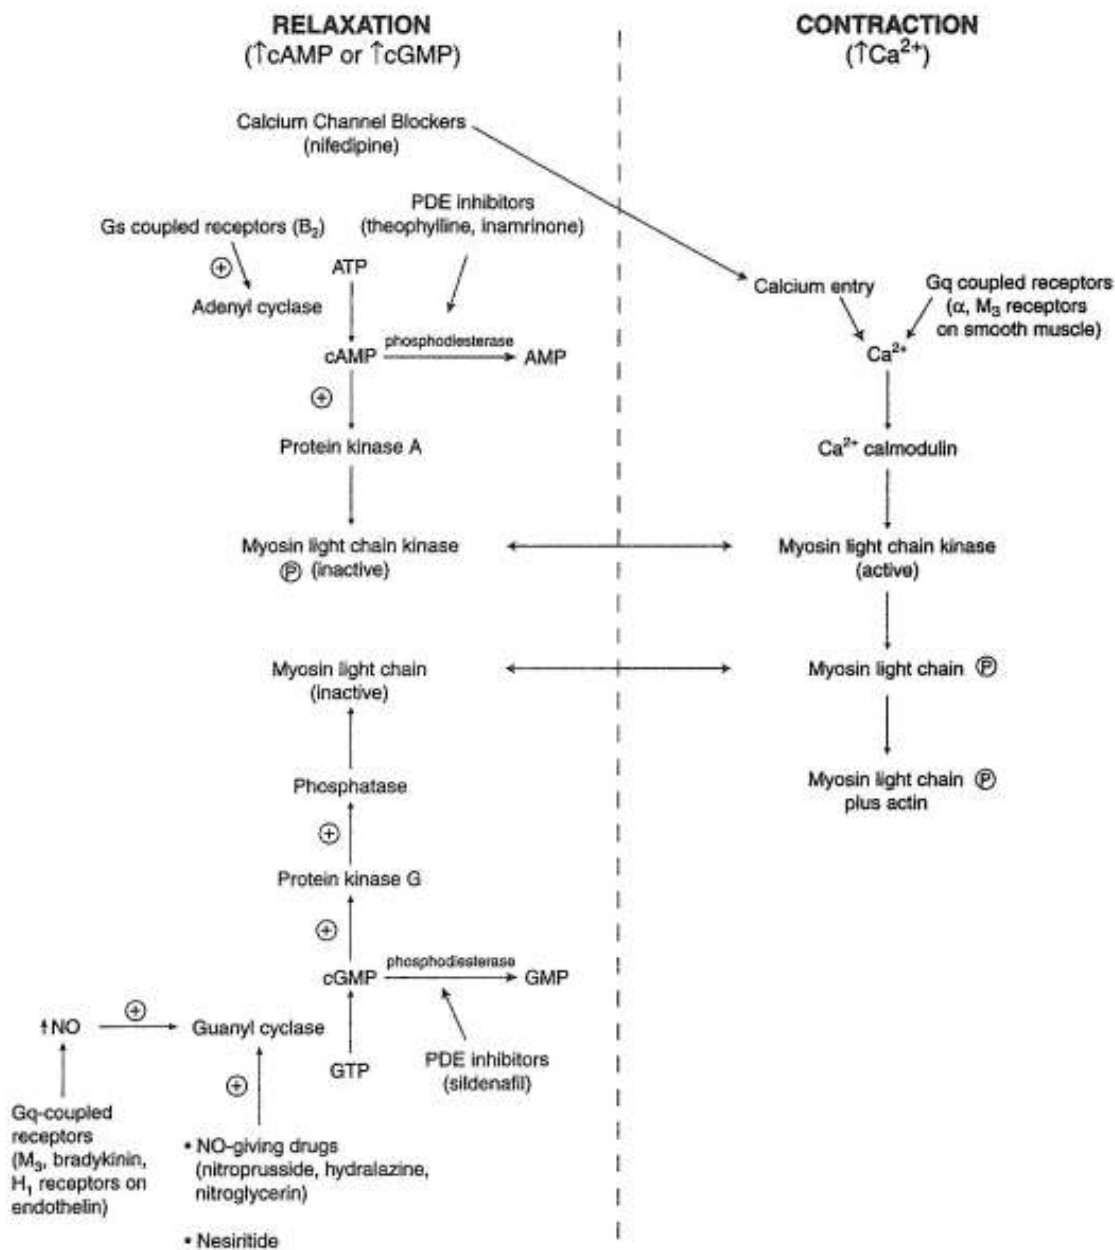 RELAXATION
(↑cAMP or ↑cGMP)
CONTRACTION
(↑Ca²⁺)
Calcium Channel Blockers
(nifedipine)
PDE inhibitors
(theophylline, inamrinone)
Gs coupled receptors (B₂)
⊕
ATP
Adenyl cyclase
phosphodiesterase
cAMP
AMP
⊕
Protein kinase A
Myosin light chain kinase
Ⓟ (inactive)
Myosin light chain
(inactive)
Phosphatase
⊕
Protein kinase G
⊕
phosphodiesterase
cGMP
GMP
⊕
↑NO
Guanyl cyclase
GTP
PDE inhibitors
(sildenafil)
⊕
Gq-coupled
receptors
(M₃, bradykinin,
H₁ receptors on
endothelin)
• NO-giving drugs
(nitroprusside, hydralazine,
nitroglycerin)
• Nesiritide
Calcium entry
Gq coupled receptors
(α, M₃ receptors
on smooth muscle)
Ca²⁺
Ca²⁺ calmodulin
Myosin light chain kinase
(active)
Myosin light chain Ⓟ
Myosin light chain Ⓟ
plus actin